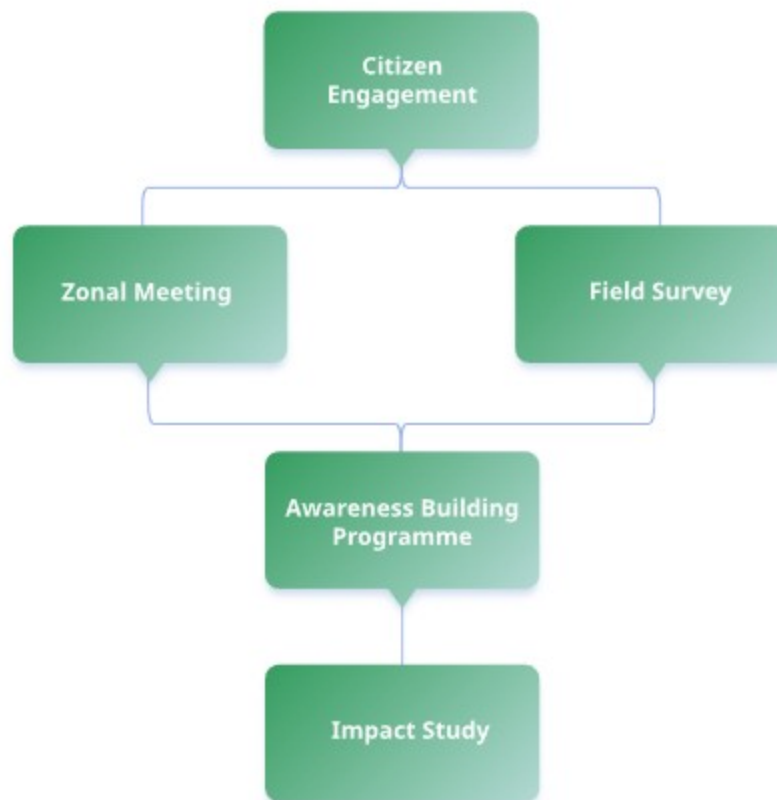 Citizen
Engagement
Zonal Meeting
Field Survey
Awareness Building
Programme
Impact Study